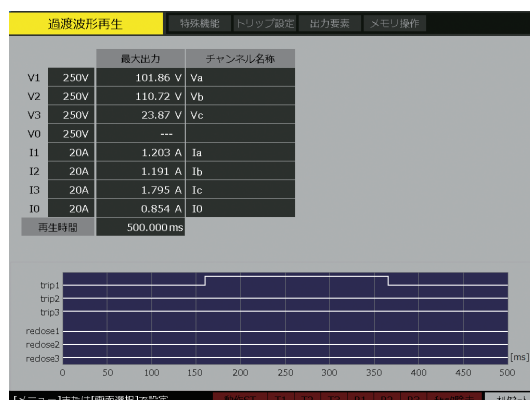 過渡波形再生 特殊機能 トリップ設定 出力要素 メモリ操作
最大出力 チャンネル名称
V1 250V 101.86 V Va
V2 250V 110.72 V Vb
V3 250V 23.87 V Vc
V0 250V ---
I1 20A 1.203 A Ia
I2 20A 1.191 A Ib
I3 20A 1.795 A Ic
I0 20A 0.854 A I0
再生時間 500.000ms
trip1
trip2
trip3
reclose1
reclose2
reclose3
0 50 100 150 200 250 300 350 400 450 500 [ms]